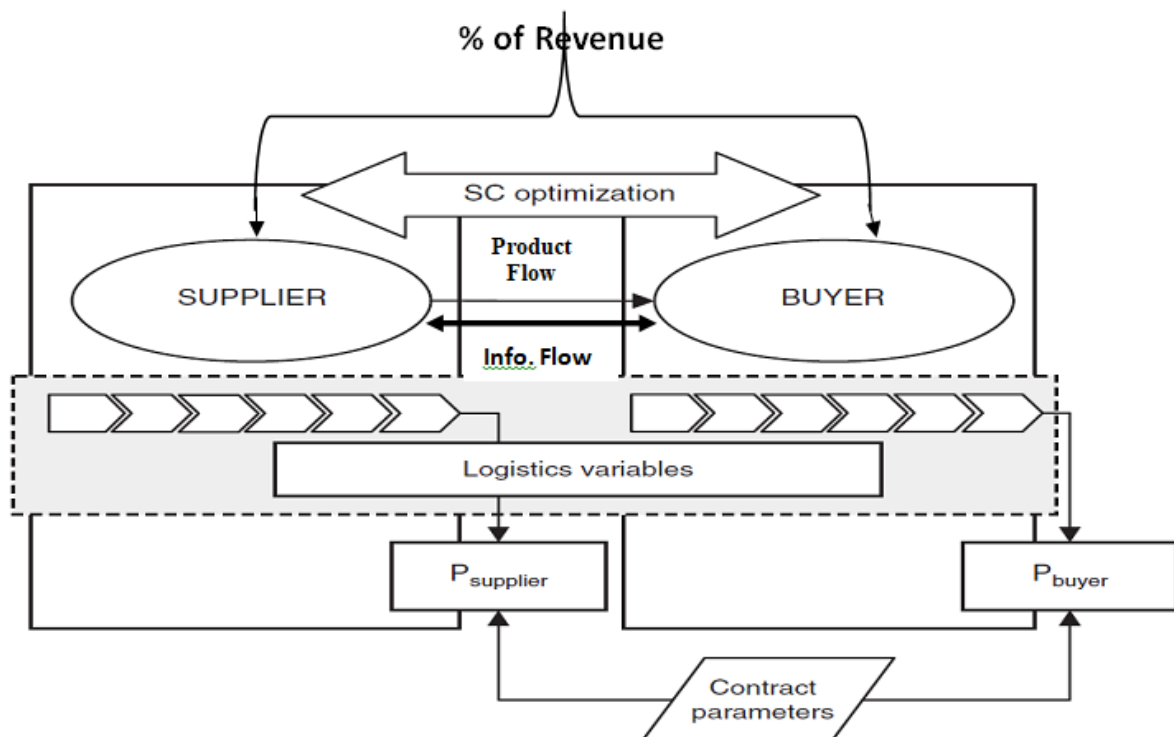 % of Revenue
SC optimization
Product
Flow
SUPPLIER
BUYER
Info. Flow
Logistics variables
Psupplier
Pbuyer
Contract
parameters